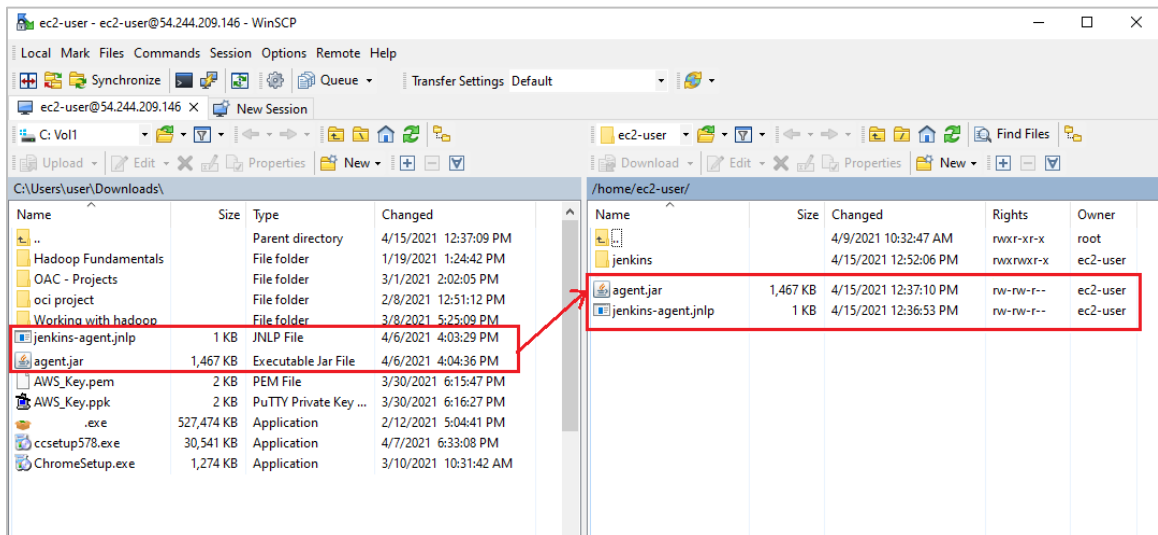 ec2-user - ec2-user@54.244.209.146 - WinSCP
Local Mark Files Commands Session Options Remote Help
Synchronize Queue Transfer Settings Default
ec2-user@54.244.209.146 New Session
C: Vol1
Upload Edit Properties New
C:\Users\user\Downloads\
Name Size Type Changed
.. Parent directory 4/15/2021 12:37:09 PM
Hadoop Fundamentals File folder 1/19/2021 1:24:42 PM
OAC - Projects File folder 3/1/2021 2:02:05 PM
oci project File folder 2/8/2021 12:51:12 PM
Working with hadoop File folder 3/8/2021 5:25:09 PM
jenkins-agent.jnlp 1 KB JNLP File 4/6/2021 4:03:29 PM
agent.jar 1,467 KB Executable Jar File 4/6/2021 4:04:36 PM
AWS_Key.pem 2 KB PEM File 3/30/2021 6:15:47 PM
AWS_Key.ppk 2 KB PuTTY Private Key ... 3/30/2021 6:16:27 PM
.exe 527,474 KB Application 2/12/2021 5:04:41 PM
ccsetup578.exe 30,541 KB Application 4/7/2021 6:33:08 PM
ChromeSetup.exe 1,274 KB Application 3/10/2021 10:31:42 AM
ec2-user Find Files
Download Edit Properties New
/home/ec2-user/
Name Size Changed Rights Owner
.. 4/9/2021 10:32:47 AM rwxr-xr-x root
jenkins 4/15/2021 12:52:06 PM rwxrwxr-x ec2-user
agent.jar 1,467 KB 4/15/2021 12:37:10 PM rw-rw-r-- ec2-user
jenkins-agent.jnlp 1 KB 4/15/2021 12:36:53 PM rw-rw-r-- ec2-user